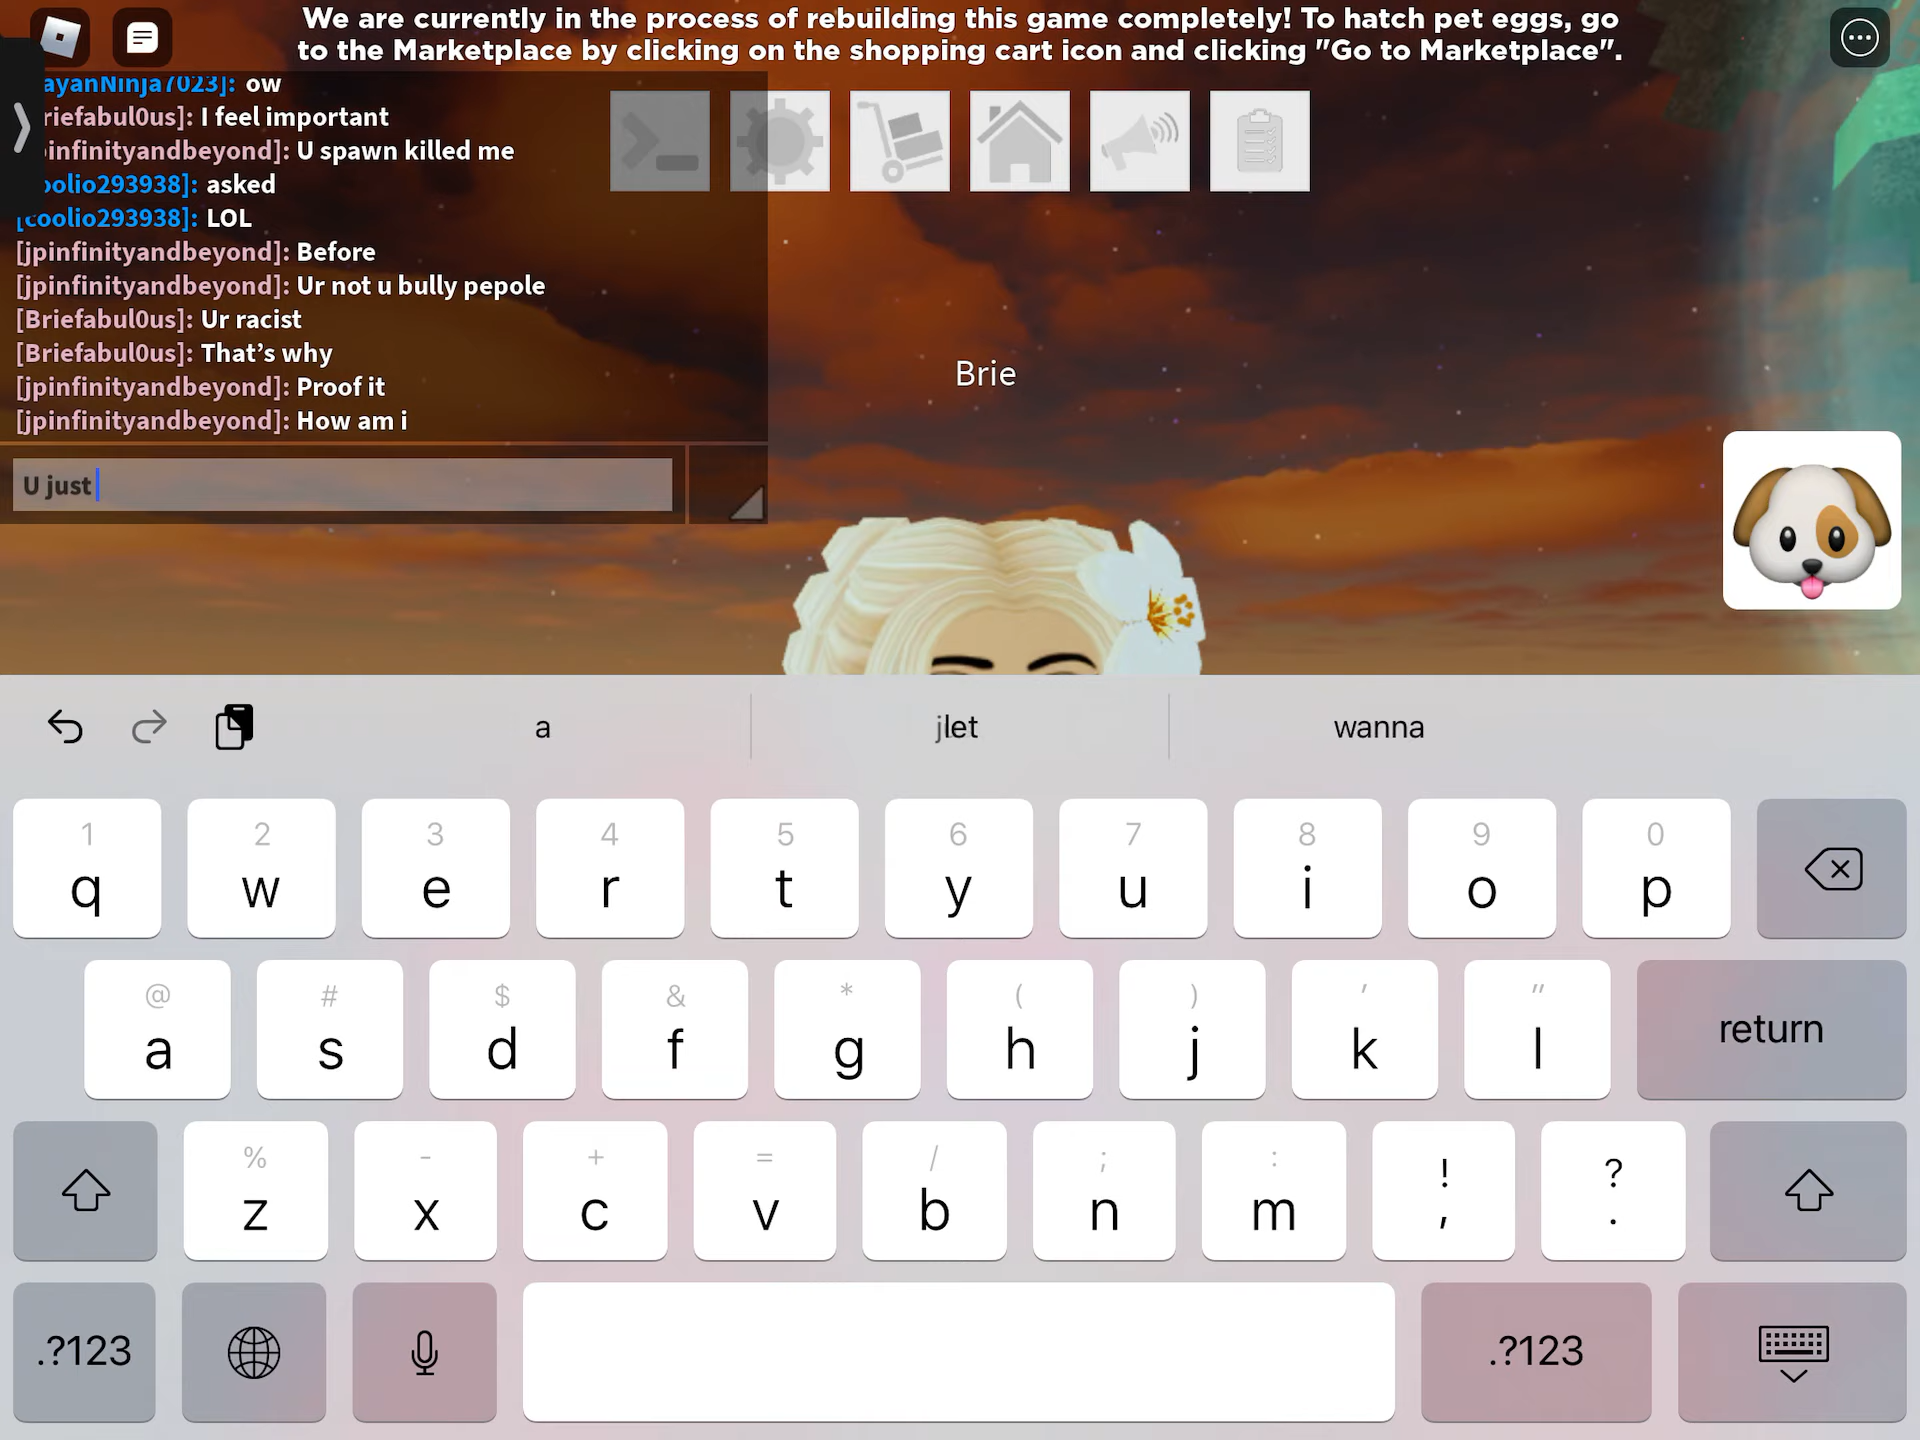 We are currently in the process of rebuilding this game completely! To hatch pet eggs, go
to the Marketplace by clicking on the shopping cart icon and clicking "Go to Marketplace".
ayanNinja7023]: ow
riefabul0us]: I feel important
pinfinityandbeyond]: U spawn killed me
oolio293938]: asked
[coolio293938]: LOL
[jpinfinityandbeyond]: Before
[jpinfinityandbeyond]: Ur not u bully pepole
[Briefabul0us]: Ur racist
[Briefabul0us]: That’s why
[jpinfinityandbeyond]: Proof it
[jpinfinityandbeyond]: How am i
U just
Brie
a jlet wanna
1 2 3 4 5 6 7 8 9 0
q w e r t y u i o p
@ # $ & * ( ) ' "
a s d f g h j k l return
% - + = / ; : ! ?
z x c v b n m , .
.?123 .?123